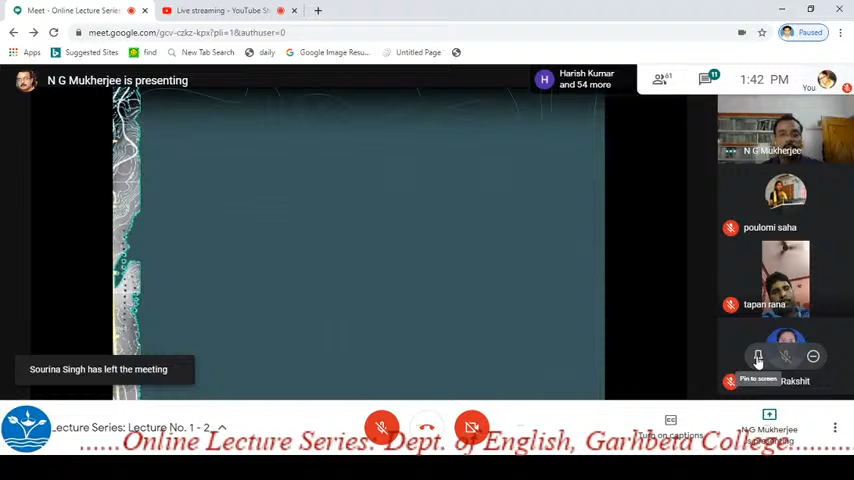 Meet - Online Lecture Series:
Live streaming - YouTube St
meet.google.com/gcv-czkz-kpx?pli=1&authuser=0
Paused
Apps
Suggested Sites
find
New Tab Search
daily
Google Image Resu...
Untitled Page
N G Mukherjee is presenting
H
Harish Kumar
and 54 more
61
11
1:42 PM
You
N G Mukherjee
poulomi saha
tapan rana
Pin to screen
Rakshit
Sourina Singh has left the meeting
ecture Series: Lecture No. 1 - 2
Turn on captions
N G Mukherjee
is presenting
......Online Lecture Series: Dept. of English, Garhbeta College.......